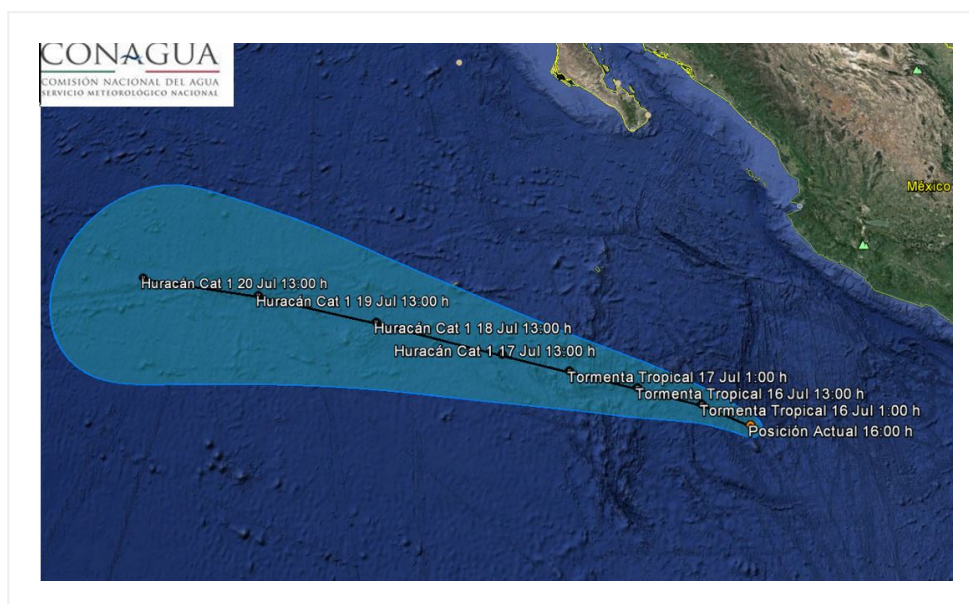 CONAGUA
COMISIÓN NACIONAL DEL AGUA
SERVICIO METEOROLÓGICO NACIONAL
México
Huracán Cat 1 20 Jul 13:00 h
Huracán Cat 1 19 Jul 13:00 h
Huracán Cat 1 18 Jul 13:00 h
Huracán Cat 1 17 Jul 13:00 h
Tormenta Tropical 17 Jul 1:00 h
Tormenta Tropical 16 Jul 13:00 h
Tormenta Tropical 16 Jul 1:00 h
Posición Actual 16:00 h